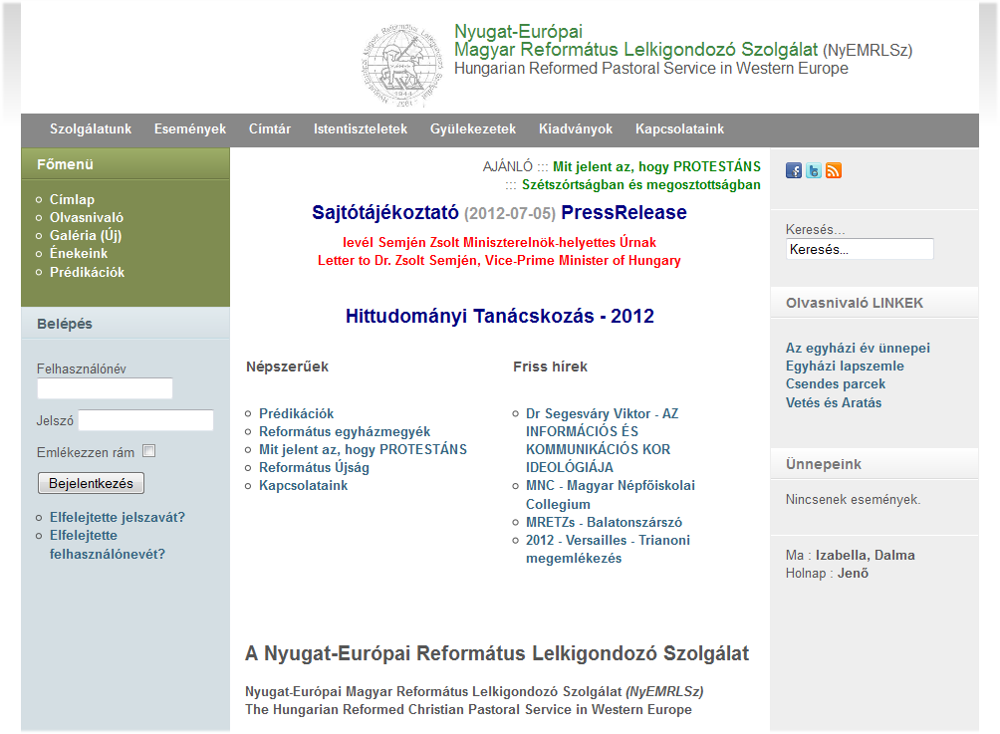 Nyugat-Európai
Magyar Református Lelkigondozó Szolgálat (NyEMRLSz)
Hungarian Reformed Pastoral Service in Western Europe
Szolgálatunk Események Címtár Istentiszteletek Gyülekezetek Kiadványok Kapcsolataink
Főmenü
Címlap
Olvasnivaló
Galéria (Új)
Énekeink
Prédikációk
Belépés
Felhasználónév
Jelszó
Emlékezzen rám
Bejelentkezés
Elfelejtette jelszavát?
Elfelejtette
felhasználónevét?
AJÁNLÓ ::: Mit jelent az, hogy PROTESTÁNS
::: Szétszórtságban és megosztottságban
Sajtótájékoztató (2012-07-05) PressRelease
levél Semjén Zsolt Miniszterelnök-helyettes Úrnak
Letter to Dr. Zsolt Semjén, Vice-Prime Minister of Hungary
Hittudományi Tanácskozás - 2012
Népszerűek
Prédikációk
Református egyházmegyék
Mit jelent az, hogy PROTESTÁNS
Református Újság
Kapcsolataink
Friss hírek
Dr Segesváry Viktor - AZ
INFORMÁCIÓS ÉS
KOMMUNIKÁCIÓS KOR
IDEOLÓGIÁJA
MNC - Magyar Népfőiskolai
Collegium
MRETZs - Balatonszárszó
2012 - Versailles - Trianoni
megemlékezés
A Nyugat-Európai Református Lelkigondozó Szolgálat
Nyugat-Európai Magyar Református Lelkigondozó Szolgálat (NyEMRLSz)
The Hungarian Reformed Christian Pastoral Service in Western Europe
Keresés...
Keresés...
Olvasnivaló LINKEK
Az egyházi év ünnepei
Egyházi lapszemle
Csendes parcek
Vetés és Aratás
Ünnepeink
Nincsenek események.
Ma : Izabella, Dalma
Holnap : Jenő